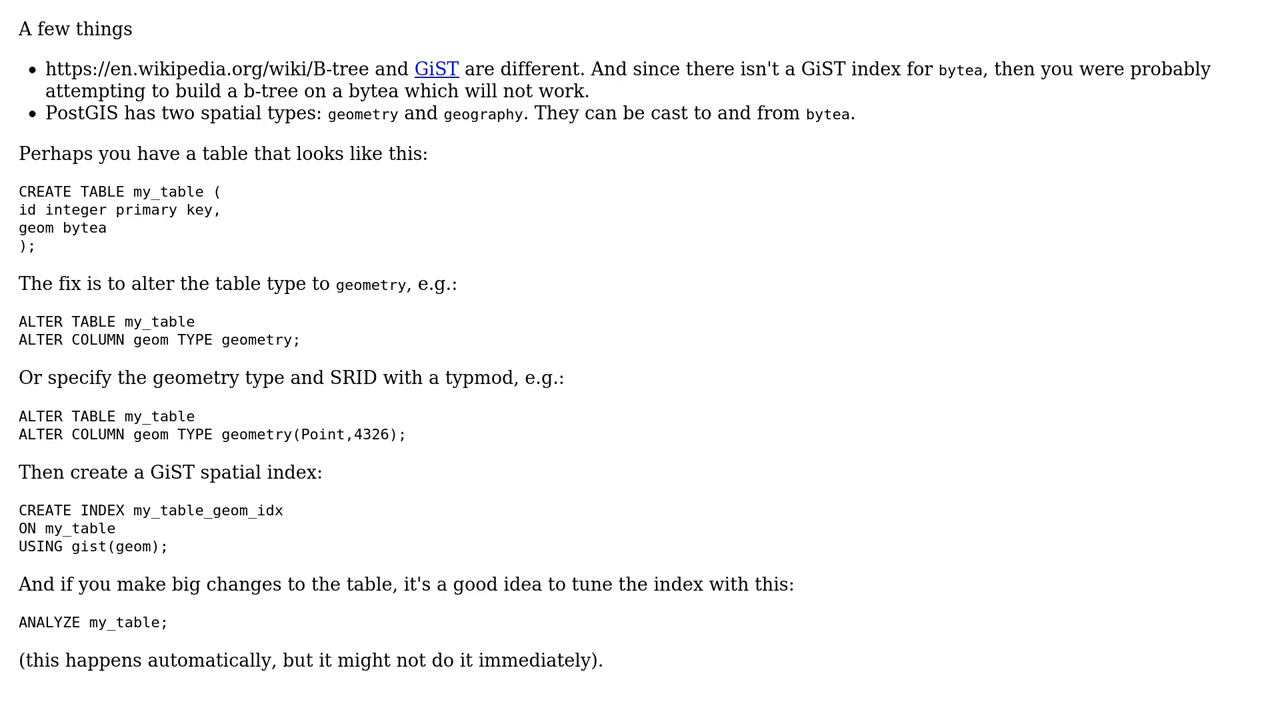 A few things
• https://en.wikipedia.org/wiki/B-tree and GiST are different. And since there isn't a GiST index for bytea, then you were probably
attempting to build a b-tree on a bytea which will not work.
• PostGIS has two spatial types: geometry and geography. They can be cast to and from bytea.
Perhaps you have a table that looks like this:
CREATE TABLE my_table (
id integer primary key,
geom bytea
);
The fix is to alter the table type to geometry, e.g.:
ALTER TABLE my_table
ALTER COLUMN geom TYPE geometry;
Or specify the geometry type and SRID with a typmod, e.g.:
ALTER TABLE my_table
ALTER COLUMN geom TYPE geometry(Point,4326);
Then create a GiST spatial index:
CREATE INDEX my_table_geom_idx
ON my_table
USING gist(geom);
And if you make big changes to the table, it's a good idea to tune the index with this:
ANALYZE my_table;
(this happens automatically, but it might not do it immediately).